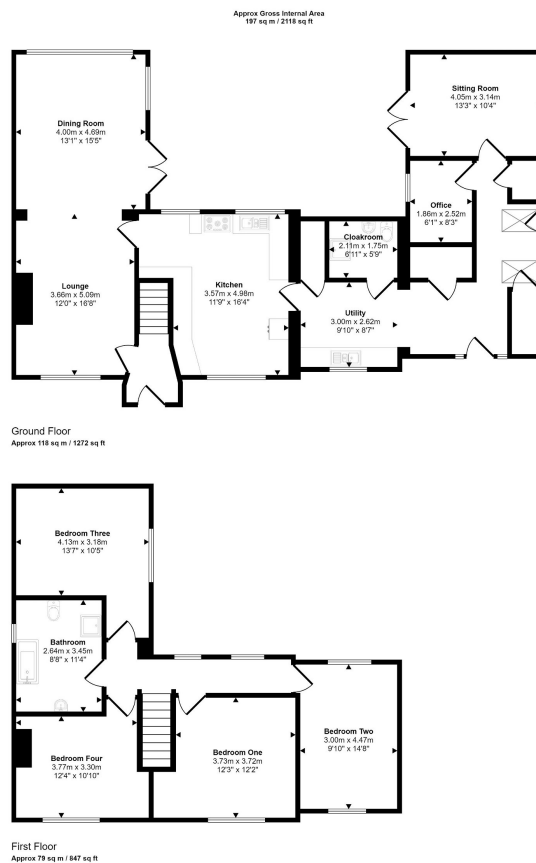 Approx Gross Internal Area
197 sq m / 2118 sq ft
Sitting Room
4.05m x 3.14m
13'3" x 10'4"
Dining Room
4.00m x 4.69m
13'1" x 15'5"
Office
1.86m x 2.52m
6'1" x 8'3"
Cloakroom
2.11m x 1.75m
6'11" x 5'9"
Lounge
3.66m x 5.09m
12'0" x 16'8"
Kitchen
3.57m x 4.98m
11'9" x 16'4"
Utility
3.00m x 2.62m
9'10" x 8'7"
Ground Floor
Approx 118 sq m / 1272 sq ft
Bedroom Three
4.13m x 3.18m
13'7" x 10'5"
Bathroom
2.64m x 3.45m
8'8" x 11'4"
Bedroom Four
3.77m x 3.30m
12'4" x 10'10"
Bedroom One
3.73m x 3.72m
12'3" x 12'2"
Bedroom Two
3.00m x 4.47m
9'10" x 14'8"
First Floor
Approx 79 sq m / 847 sq ft